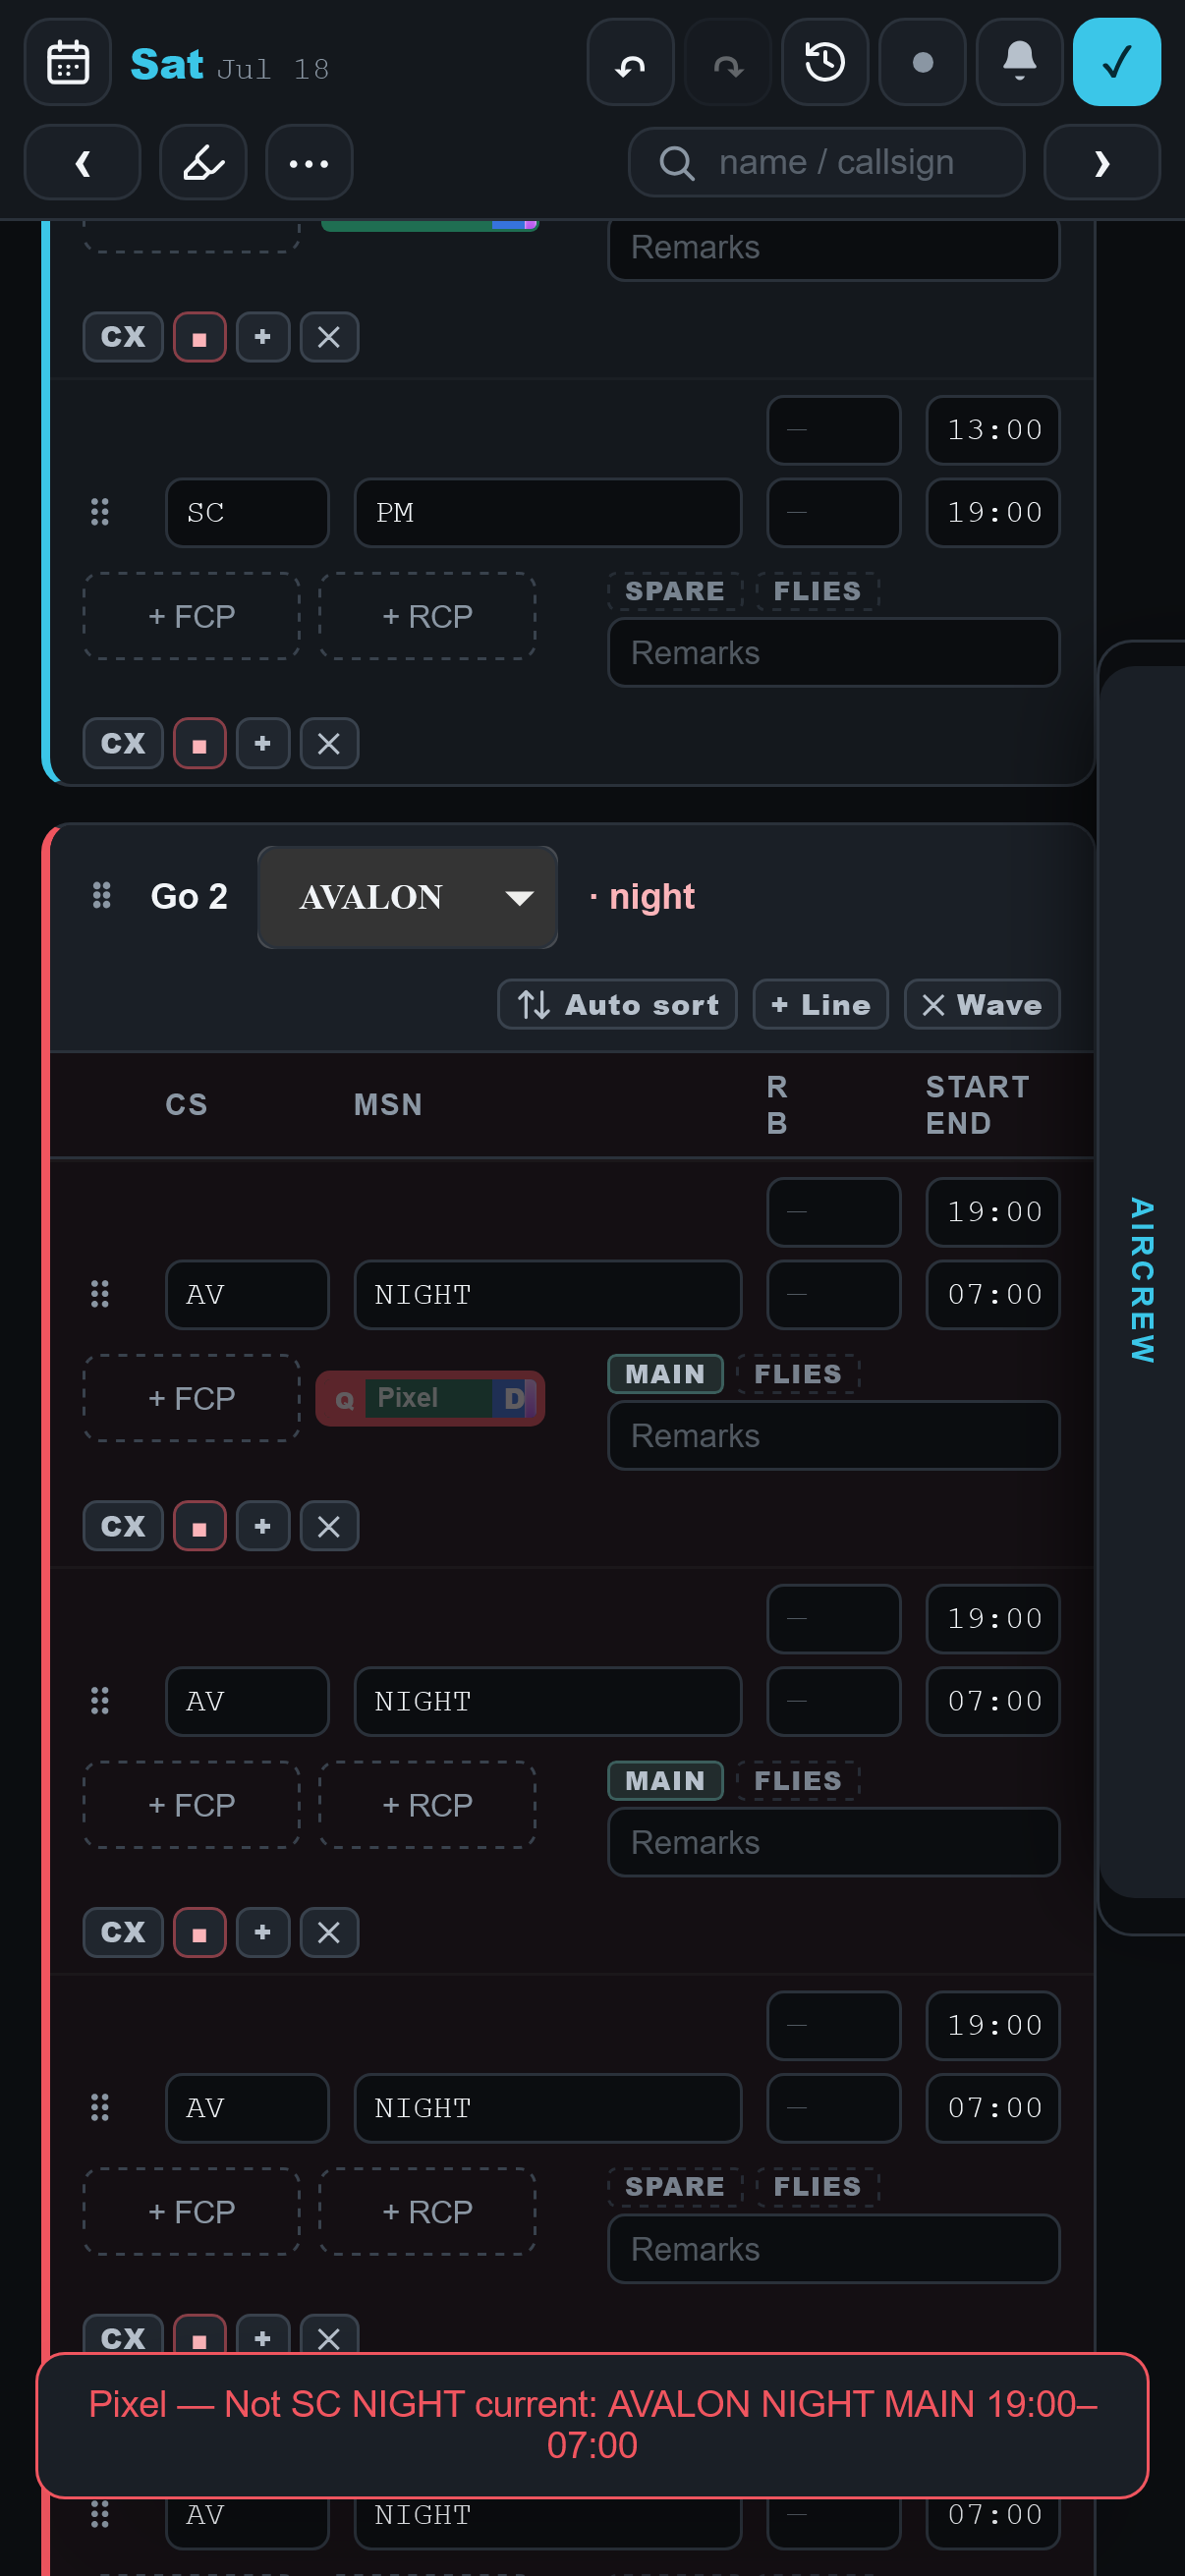 Sat Jul 18
name / callsign
Remarks
CX
13:00
SC PM 19:00
+ FCP + RCP SPARE FLIES
Remarks
CX +
Go 2 AVALON · night
Auto sort + Line Wave
CS MSN R START
B END
19:00
AV NIGHT 07:00
+ FCP Q Pixel D MAIN FLIES
Remarks
CX +
19:00
AV NIGHT 07:00
+ FCP + RCP MAIN FLIES
Remarks
CX +
19:00
AV NIGHT 07:00
+ FCP + RCP SPARE FLIES
Remarks
CX +
Pixel — Not SC NIGHT current: AVALON NIGHT MAIN 19:00–
07:00
AV NIGHT 07:00
AIRCREW